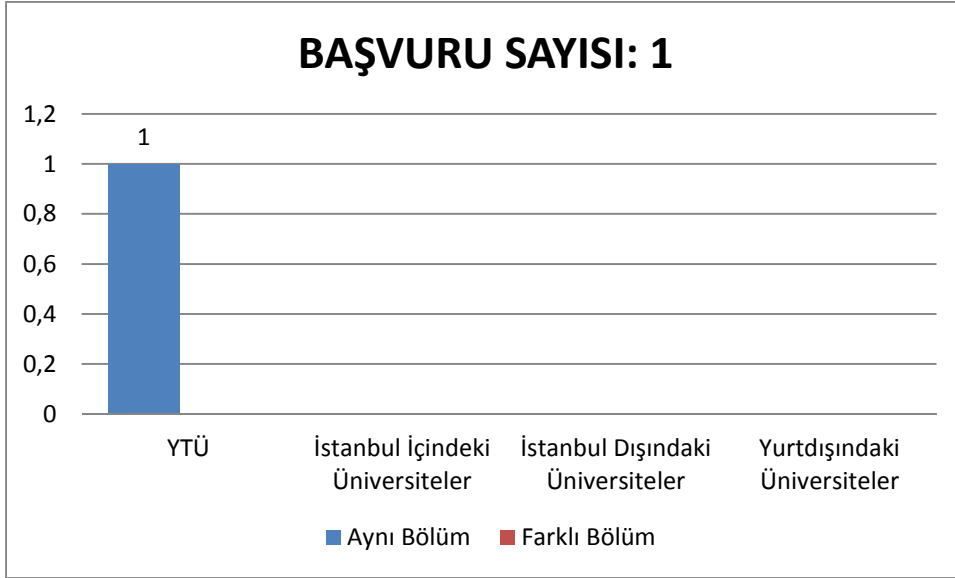 BAŞVURU SAYISI: 1
1,2
1
0,8
0,6
0,4
0,2
0
1
YTÜ
İstanbul İçindeki
Üniversiteler
İstanbul Dışındaki
Üniversiteler
Yurtdışındaki
Üniversiteler
Aynı Bölüm
Farklı Bölüm